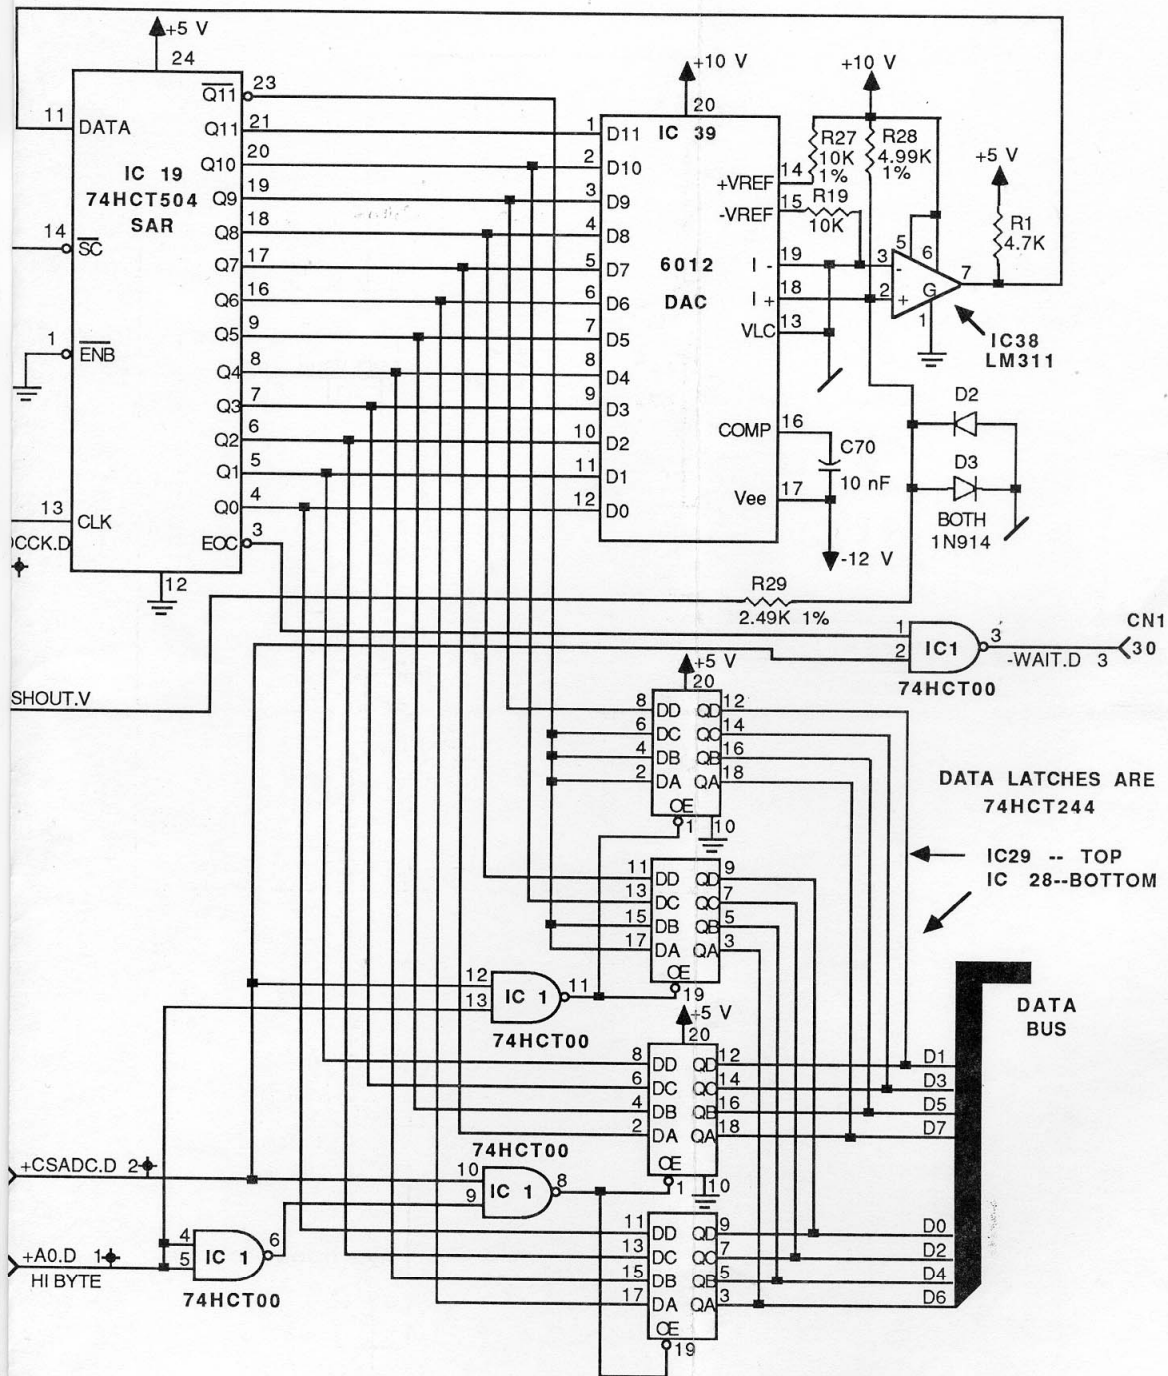 +5 V
24
11 DATA
IC 19
74HCT504
SAR
14 SC
1 ENB
13 CLK
CCK.D
12
Q11 23
Q11 21
Q10 20
Q9 19
Q8 18
Q7 17
Q6 16
Q5 9
Q4 8
Q3 7
Q2 6
Q1 5
Q0 4
EOC 3
+10 V
20
IC 39
6012
DAC
1 D11
2 D10
3 D9
4 D8
5 D7
6 D6
7 D5
8 D4
9 D3
10 D2
11 D1
12 D0
+VREF 14
-VREF 15
I - 19
I + 18
VLC 13
COMP 16
Vee 17
+10 V
R27
10K
1%
R28
4.99K
1%
R19
10K
+5 V
R1
4.7K
3 -
2 +
5
6
7
G
1
IC38
LM311
D2
D3
BOTH
1N914
C70
10 nF
-12 V
R29
2.49K 1%
SHOUT.V
1
2
IC1
3
74HCT00
-WAIT.D 3
CN1
30
+5 V
20
8 DD QD 12
6 DC QC 14
4 DB QB 16
2 DA QA 18
OE
1
10
DATA LATCHES ARE
74HCT244
IC29 -- TOP
IC 28--BOTTOM
11 DD QD 9
13 DC QC 7
15 DB QB 5
17 DA QA 3
OE
19
12
13
IC 1
11
74HCT00
DATA
BUS
+5 V
20
8 DD QD 12 D1
6 DC QC 14 D3
4 DB QB 16 D5
2 DA QA 18 D7
OE
1
10
74HCT00
+CSADC.D 2
10
9
IC 1
8
11 DD QD 9 D0
13 DC QC 7 D2
15 DB QB 5 D4
17 DA QA 3 D6
OE
19
+A0.D 1
HI BYTE
4
5
IC 1
6
74HCT00